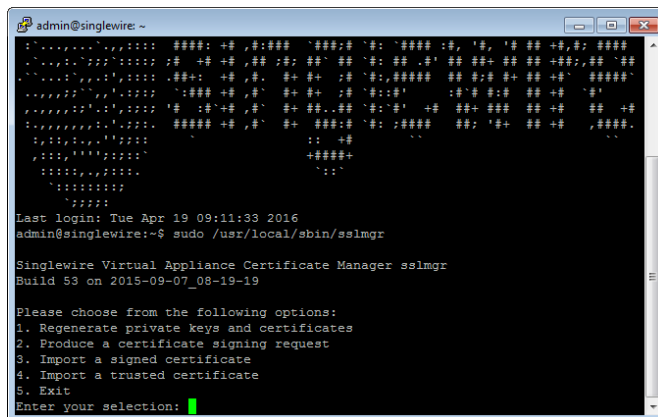 admin@singlewire: ~
Last login: Tue Apr 19 09:11:33 2016
admin@singlewire:~$ sudo /usr/local/sbin/sslmgr
Singlewire Virtual Appliance Certificate Manager sslmgr
Build 53 on 2015-09-07_08-19-19
Please choose from the following options:
1. Regenerate private keys and certificates
2. Produce a certificate signing request
3. Import a signed certificate
4. Import a trusted certificate
5. Exit
Enter your selection: